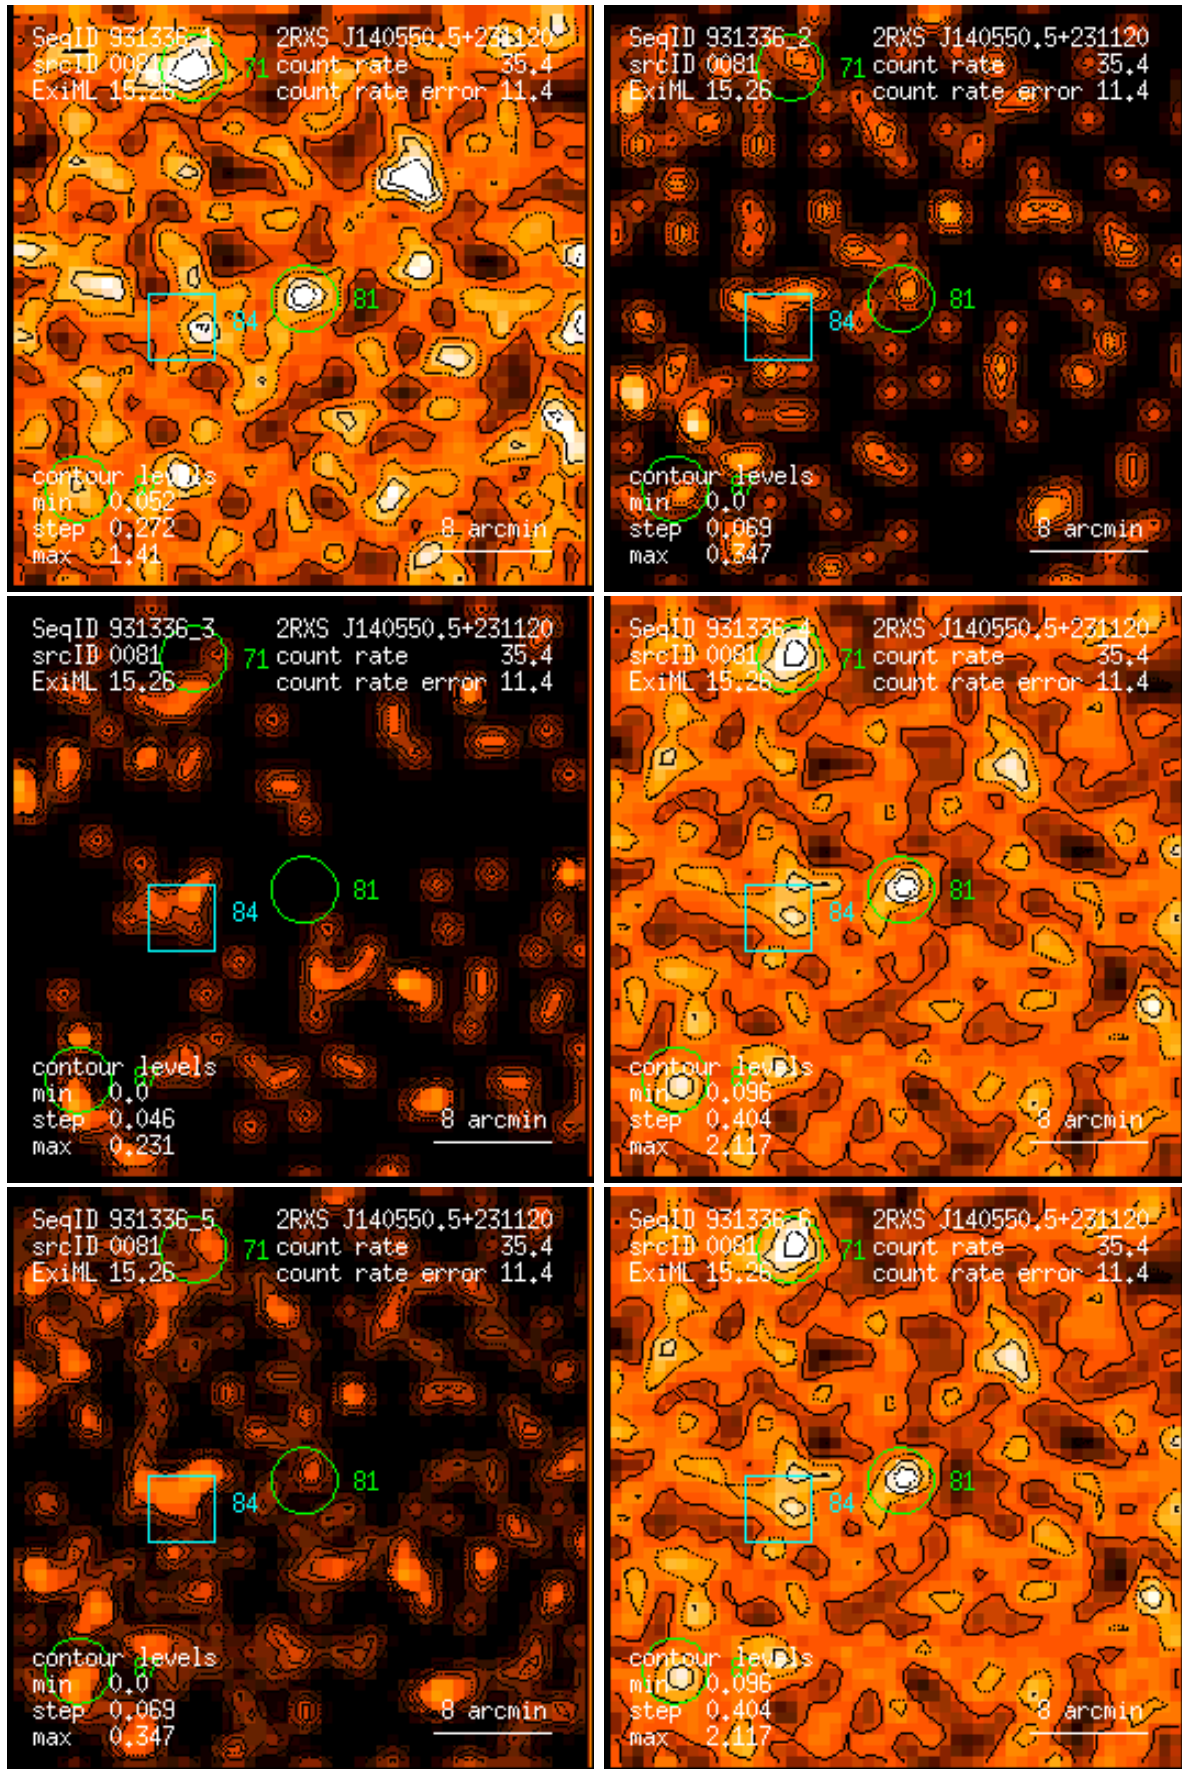 SeqID 931336_1 2RXS J140550.5+231120
srcID 0081 71 count rate 35.4
ExiML 15.26 count rate error 11.4
84 81
contour levels
min 0.052
step 0.272 8 arcmin
max 1.41
SeqID 931336_2 2RXS J140550.5+231120
srcID 0081 71 count rate 35.4
ExiML 15.26 count rate error 11.4
84 81
contour levels
min 0.0 87
step 0.069 8 arcmin
max 0.347
SeqID 931336_3 2RXS J140550.5+231120
srcID 0081 71 count rate 35.4
ExiML 15.26 count rate error 11.4
84 81
contour levels
min 0.0 87
step 0.046 8 arcmin
max 0.231
SeqID 931336_4 2RXS J140550.5+231120
srcID 0081 71 count rate 35.4
ExiML 15.26 count rate error 11.4
84 81
contour levels
min 0.096
step 0.404 8 arcmin
max 2.117
SeqID 931336_5 2RXS J140550.5+231120
srcID 0081 71 count rate 35.4
ExiML 15.26 count rate error 11.4
84 81
contour levels
min 0.0 87
step 0.069 8 arcmin
max 0.347
SeqID 931336_6 2RXS J140550.5+231120
srcID 0081 71 count rate 35.4
ExiML 15.26 count rate error 11.4
84 81
contour levels
min 0.096
step 0.404 8 arcmin
max 2.117